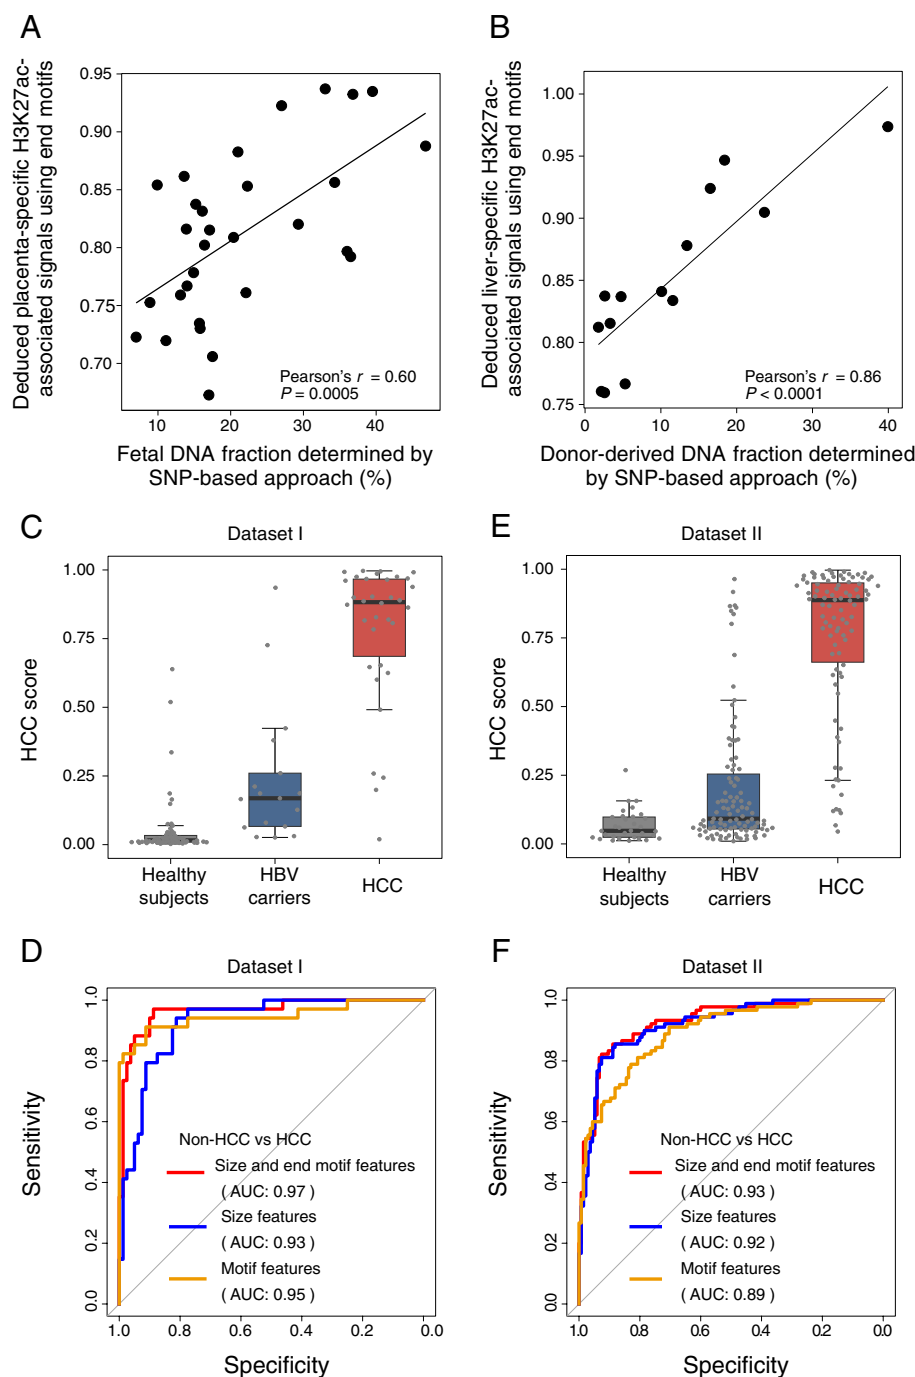 A
Deduced placenta-specific H3K27ac-
associated signals using end motifs
0.95
0.90
0.85
0.80
0.75
0.70
Pearson's r = 0.60
P = 0.0005
10
20
30
40
Fetal DNA fraction determined by
SNP-based approach (%)
B
Deduced liver-specific H3K27ac-
associated signals using end motifs
1.00
0.95
0.90
0.85
0.80
0.75
Pearson's r = 0.86
P < 0.0001
0
10
20
30
40
Donor-derived DNA fraction determined
by SNP-based approach (%)
C
Dataset I
HCC score
1.00
0.75
0.50
0.25
0.00
Healthy
subjects
HBV
carriers
HCC
E
Dataset II
HCC score
1.00
0.75
0.50
0.25
0.00
Healthy
subjects
HBV
carriers
HCC
D
Dataset I
Sensitivity
1.0
0.8
0.6
0.4
0.2
0.0
Non-HCC vs HCC
Size and end motif features
( AUC: 0.97 )
Size features
( AUC: 0.93 )
Motif features
( AUC: 0.95 )
1.0
0.8
0.6
0.4
0.2
0.0
Specificity
F
Dataset II
Sensitivity
1.0
0.8
0.6
0.4
0.2
0.0
Non-HCC vs HCC
Size and end motif features
( AUC: 0.93 )
Size features
( AUC: 0.92 )
Motif features
( AUC: 0.89 )
1.0
0.8
0.6
0.4
0.2
0.0
Specificity